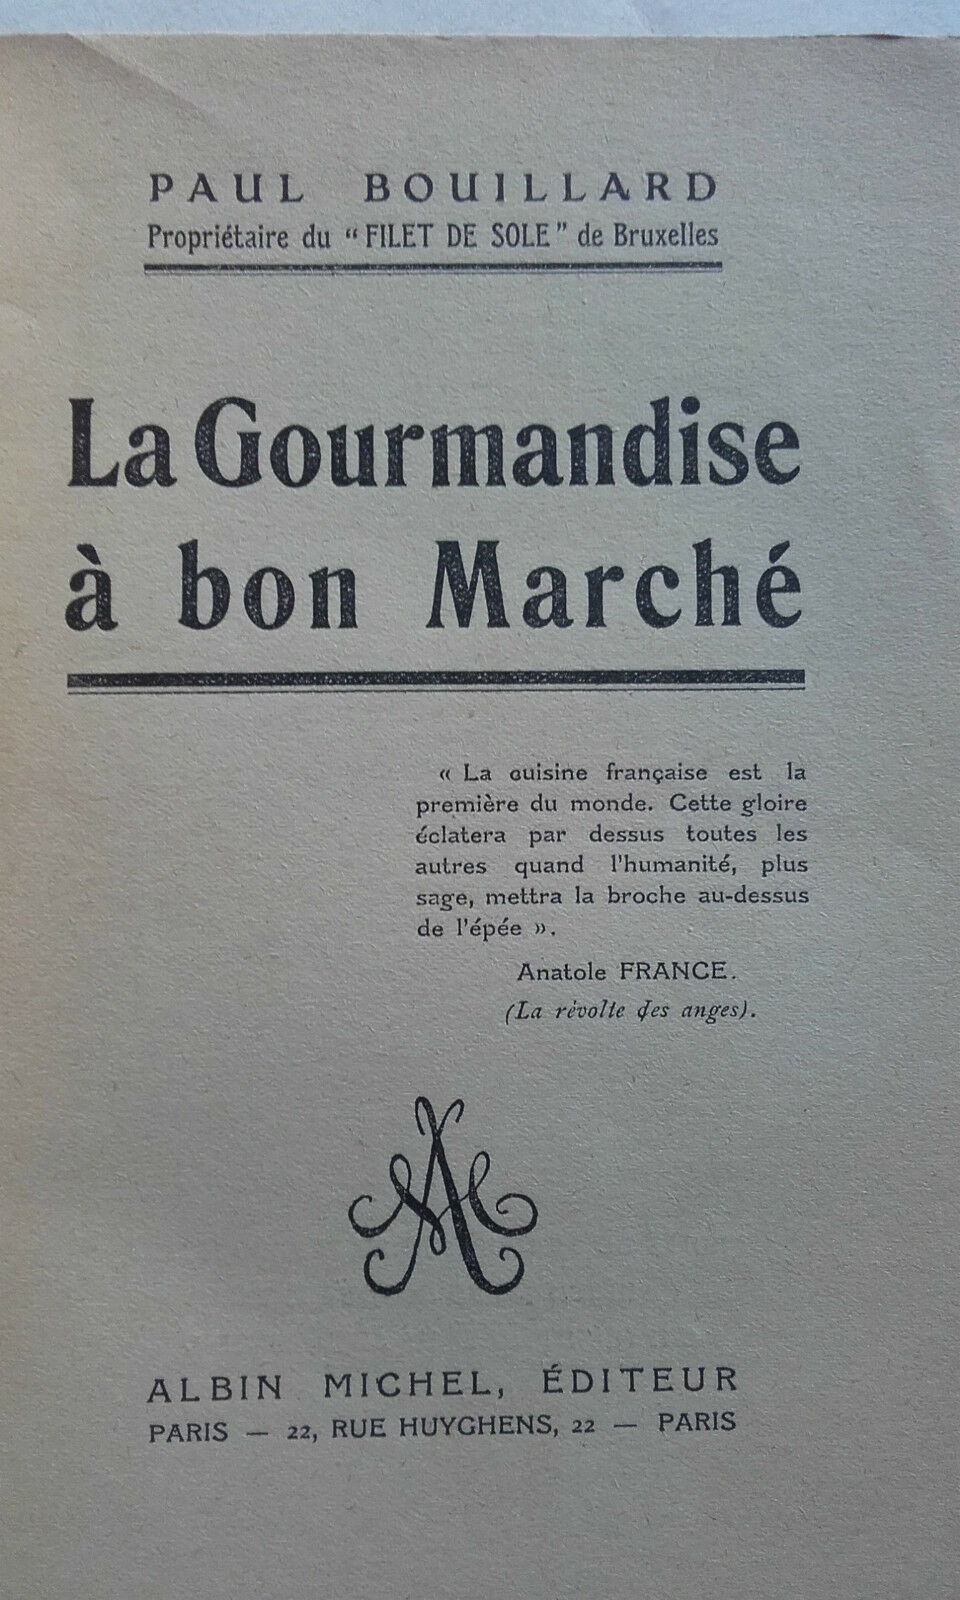 PAUL BOUILLARD
Propriétaire du “FILET DE SOLE” de Bruxelles
La Gourmandise
à bon Marché
« La cuisine française est la
première du monde. Cette gloire
éclatera par dessus toutes les
autres quand l'humanité, plus
sage, mettra la broche au-dessus
de l'épée ».
Anatole FRANCE.
(La révolte des anges).
ALBIN MICHEL, ÉDITEUR
PARIS — 22, RUE HUYGHENS, 22 — PARIS